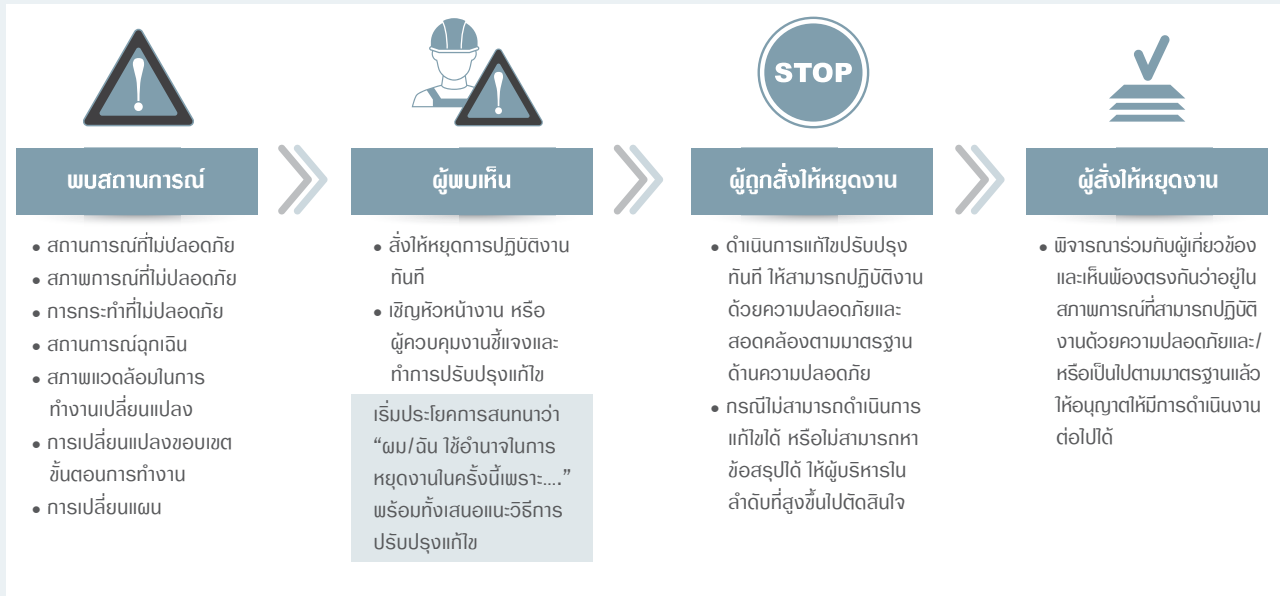 STOP
พบสถานการณ์
• สถานการณ์ที่ไม่ปลอดภัย
• สภาพการณ์ที่ไม่ปลอดภัย
• การกระทำที่ไม่ปลอดภัย
• สถานการณ์ฉุกเฉิน
• สภาพแวดล้อมในการ
ทำงานเปลี่ยนแปลง
• การเปลี่ยนแปลงขอบเขต
ขั้นตอนการทำงาน
• การเปลี่ยนแผน
ผู้พบเห็น
• สั่งให้หยุดการปฏิบัติงาน
ทันที
• เชิญหัวหน้างาน หรือ
ผู้ควบคุมงานชี้แจงและ
ทำการปรับปรุงแก้ไข
เริ่มประโยคการสนทนาว่า
“ผม/ฉัน ใช้อำนาจในการ
หยุดงานในครั้งนี้เพราะ....”
พร้อมทั้งเสนอแนะวิธีการ
ปรับปรุงแก้ไข
ผู้ถูกสั่งให้หยุดงาน
• ดำเนินการแก้ไขปรับปรุง
ทันที ให้สามารถปฏิบัติงาน
ด้วยความปลอดภัยและ
สอดคล้องตามมาตรฐาน
ด้านความปลอดภัย
• กรณีไม่สามารถดำเนินการ
แก้ไขได้ หรือไม่สามารถหา
ข้อสรุปได้ ให้ผู้บริหารใน
ลำดับที่สูงขึ้นไปตัดสินใจ
ผู้สั่งให้หยุดงาน
• พิจารณาร่วมกับผู้เกี่ยวข้อง
และเห็นพ้องตรงกันว่าอยู่ใน
สภาพการณ์ที่สามารถปฏิบัติ
งานด้วยความปลอดภัยและ/
หรือเป็นไปตามมาตรฐานแล้ว
ให้อนุญาตให้มีการดำเนินงาน
ต่อไปได้